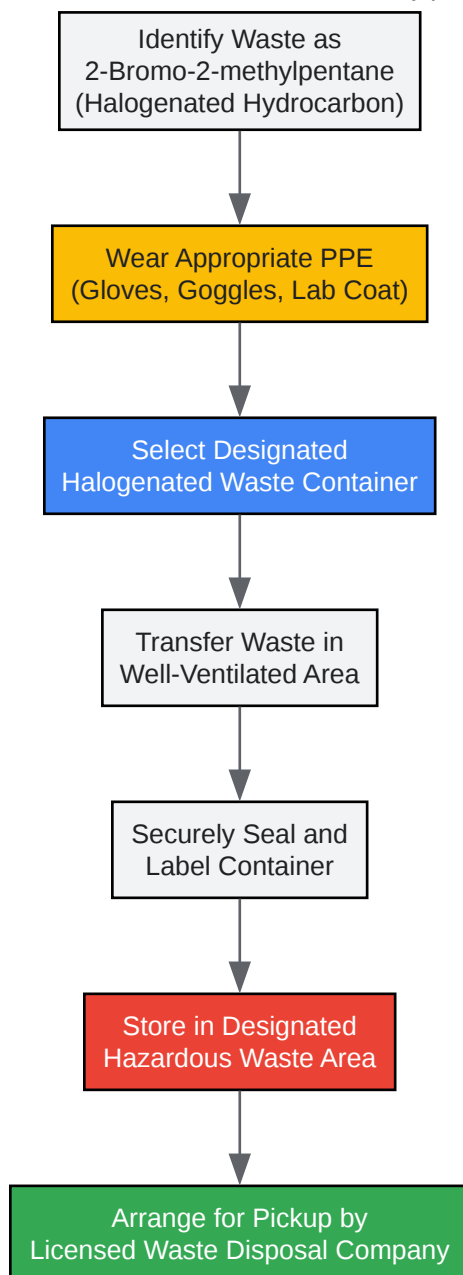 Identify Waste as
2-Bromo-2-methylpentane
(Halogenated Hydrocarbon)
Wear Appropriate PPE
(Gloves, Goggles, Lab Coat)
Select Designated
Halogenated Waste Container
Transfer Waste in
Well-Ventilated Area
Securely Seal and
Label Container
Store in Designated
Hazardous Waste Area
Arrange for Pickup by
Licensed Waste Disposal Company